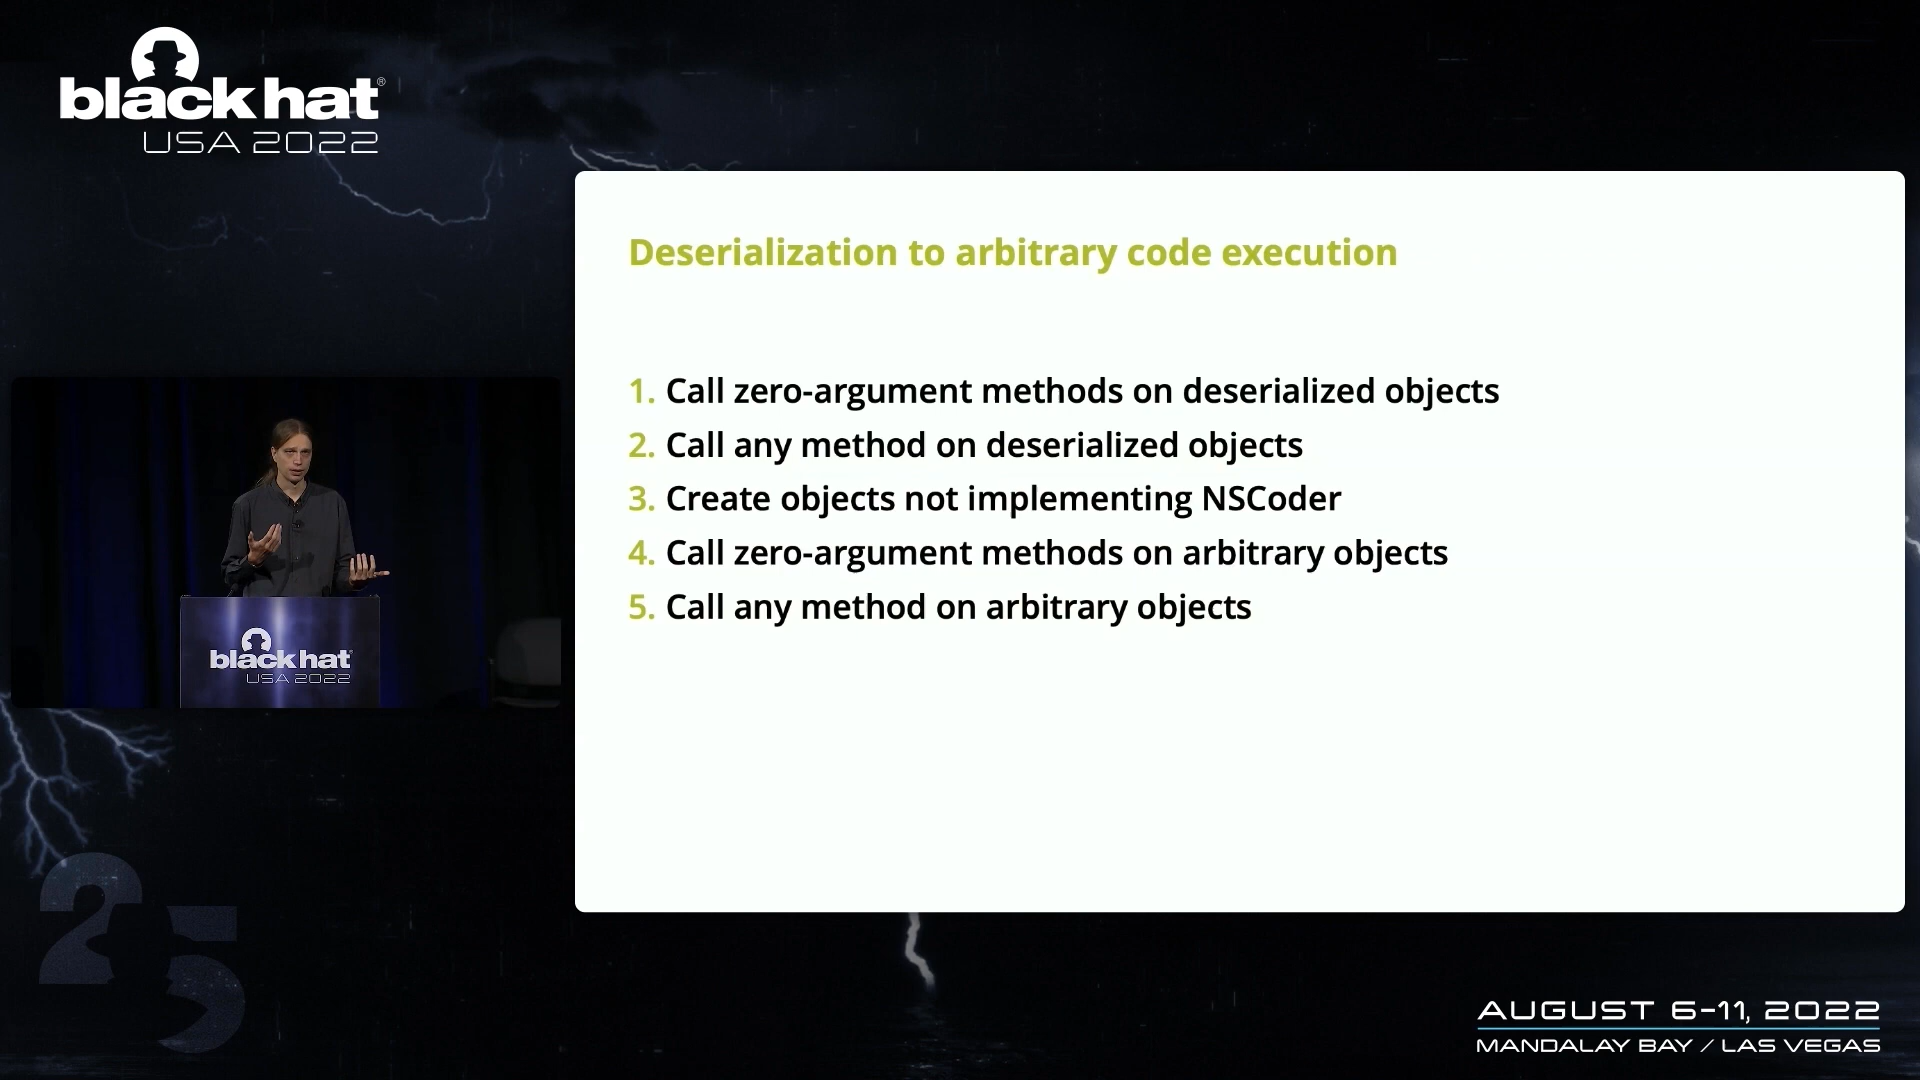 black hat®
USA 2022
Deserialization to arbitrary code execution
1. Call zero-argument methods on deserialized objects
2. Call any method on deserialized objects
3. Create objects not implementing NSCoder
4. Call zero-argument methods on arbitrary objects
5. Call any method on arbitrary objects
black hat
USA 2022
25
AUGUST 6-11, 2022
MANDALAY BAY / LAS VEGAS